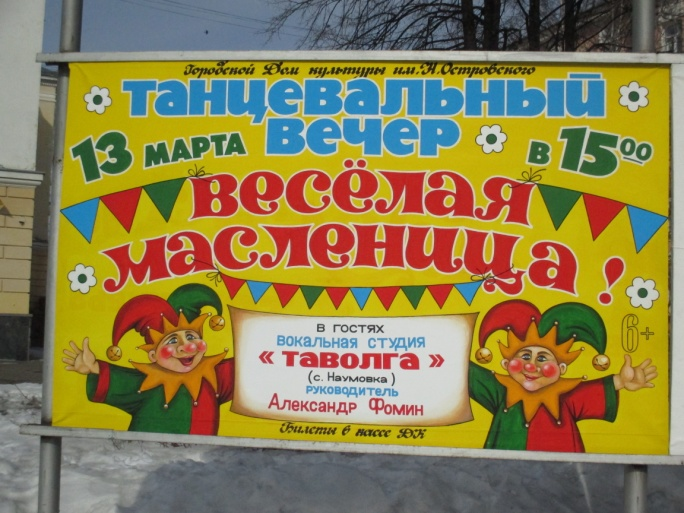 Городской Дом культуры им.Н.Островского
танцевальный
вечер
13 марта
в 15 00
весёлая
масленица!
в гостях
вокальная студия
« Таволга »
(с. Наумовка)
руководитель
Александр Фомин
6+
Билеты в кассе ДК